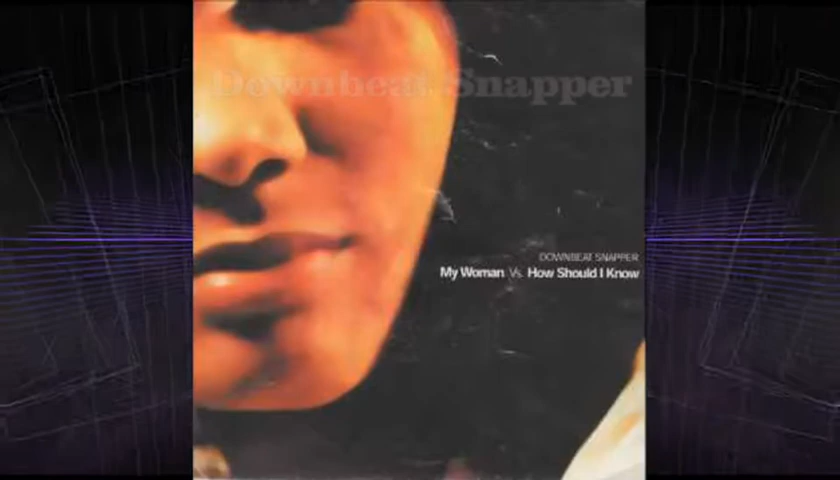 Downbeat Snapper
DOWNBEAT SNAPPER
My Woman Vs. How Should I Know